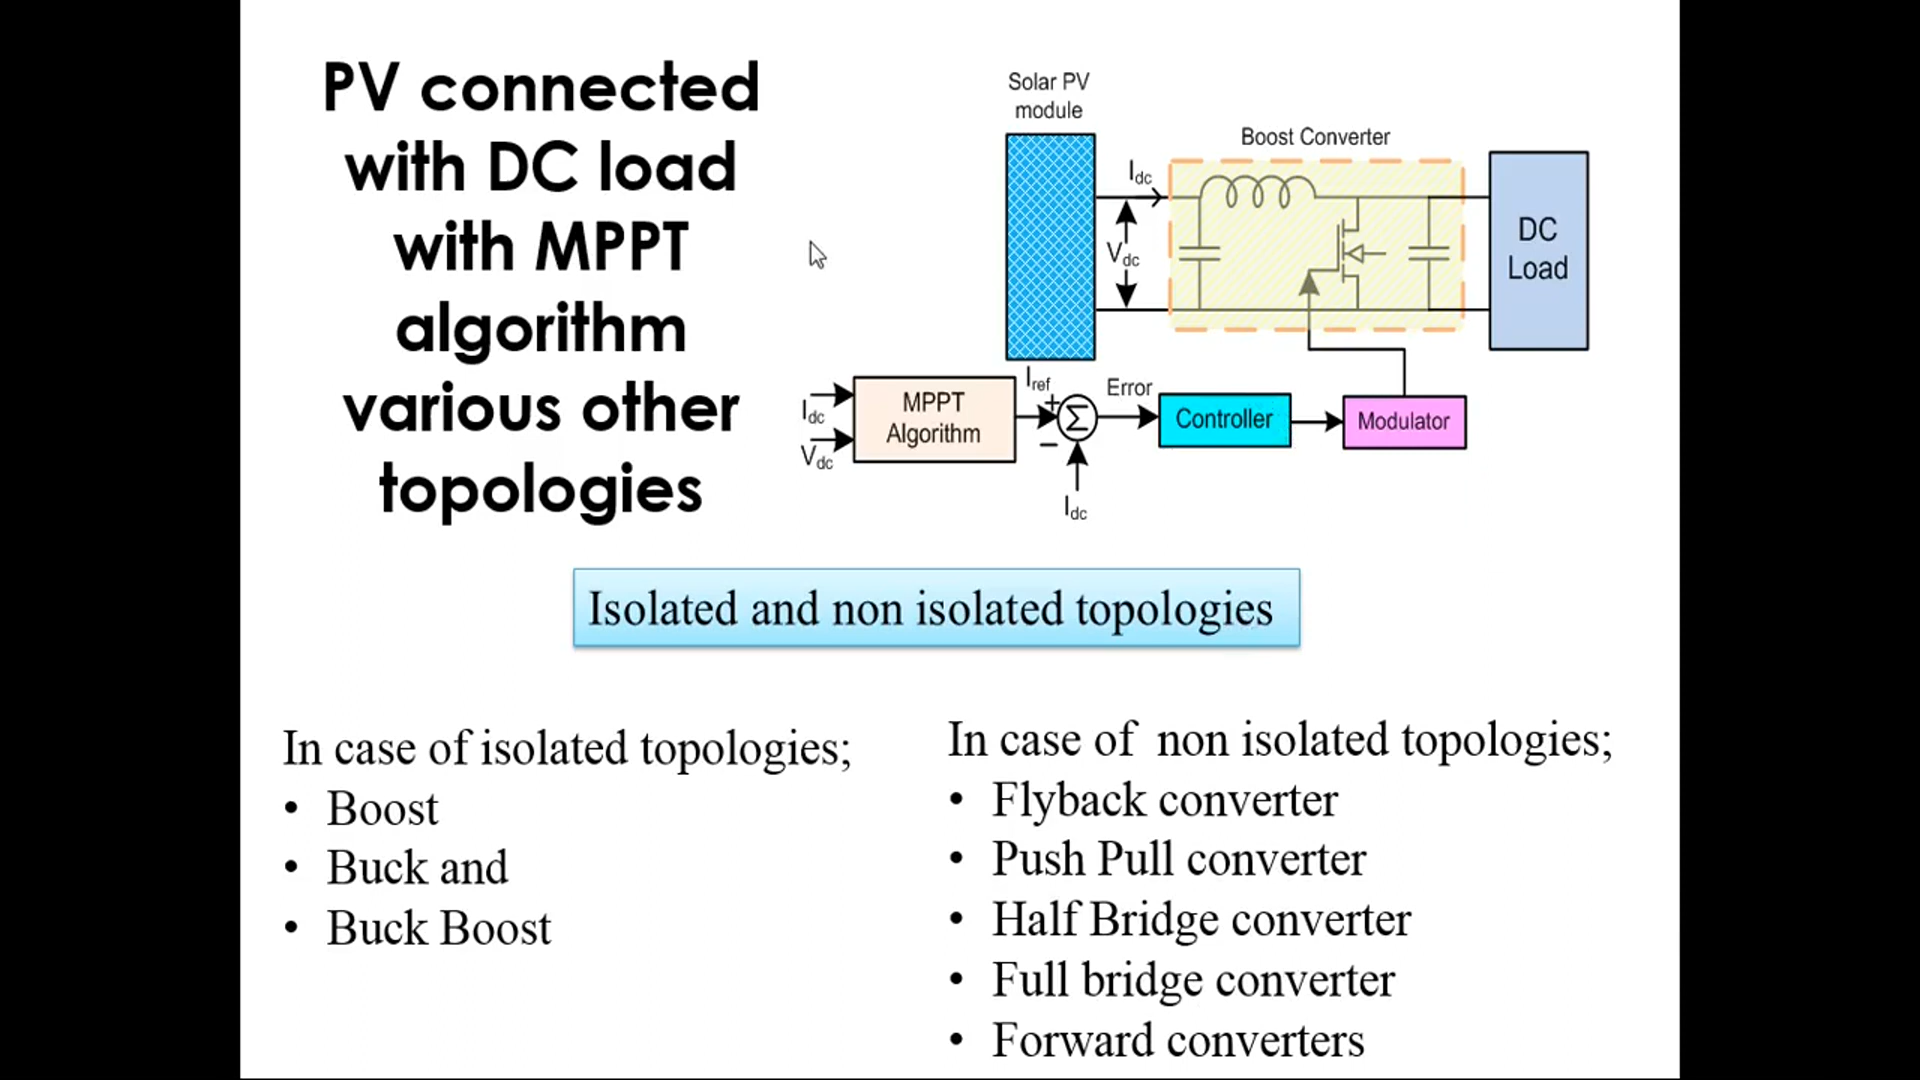 PV connected
with DC load
with MPPT
algorithm
various other
topologies
Solar PV
module
Boost Converter
Idc
Vdc
DC
Load
Idc
Vdc
MPPT
Algorithm
Iref
+
−
Σ
Idc
Error
Controller
Modulator
Isolated and non isolated topologies
In case of isolated topologies;
• Boost
• Buck and
• Buck Boost
In case of non isolated topologies;
• Flyback converter
• Push Pull converter
• Half Bridge converter
• Full bridge converter
• Forward converters